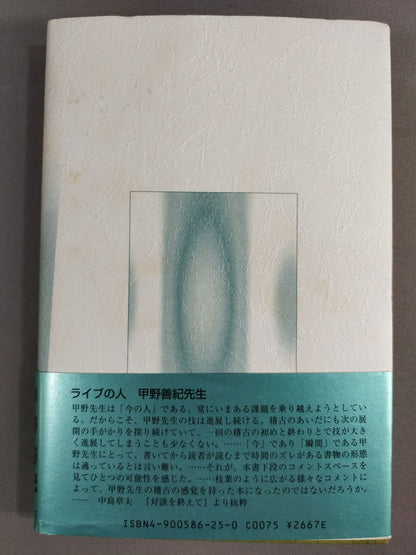 ライブの人　甲野善紀先生
甲野先生は「今の人」である。常にいまある課題を乗り越えようとしてい
る。だからこそ、甲野先生の技は進展し続ける。稽古のあいだにも次の展
開の手がかりを探り続けていて、一回の稽古の初めと終わりとで技が大き
く進展してしまうことも少なくない。……「今」であり「瞬間」である甲
野先生にとって、書いてから読者が読むまで時間のズレがある書物の形態
は適っているとは言い難い。……それが、本書下段のコメントスペースを
見てひとつの可能性を感じた。……枝葉のように広がる様々なコメントに
よって、甲野先生の稽古の感覚を持った本になったのではないだろうか。
―― 中島章夫　『対談を終えて』より抜粋
ISBN4-900586-25-0 C0075 ¥2667E